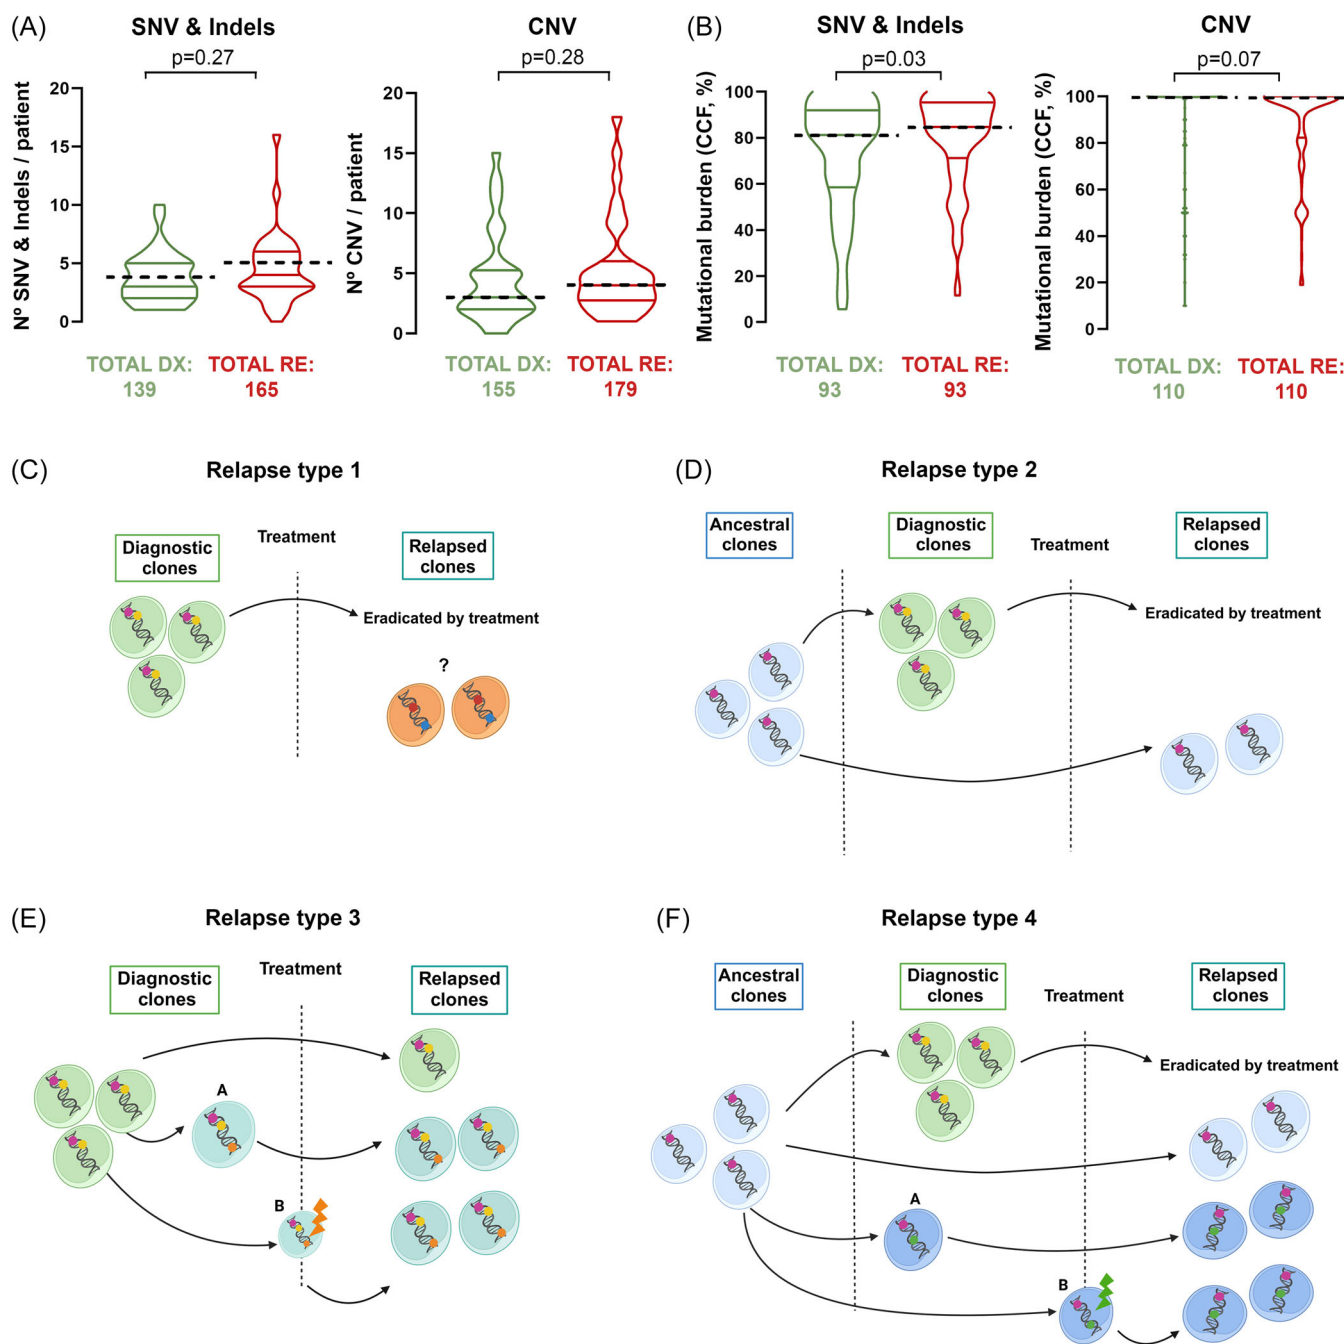 (A)
SNV & Indels
p=0.27
Nº SNV & Indels / patient
20
15
10
5
0
TOTAL DX:
139
TOTAL RE:
165
CNV
p=0.28
Nº CNV / patient
20
15
10
5
0
TOTAL DX:
155
TOTAL RE:
179
(B)
SNV & Indels
p=0.03
Mutational burden (CCF, %)
100
80
60
40
20
0
TOTAL DX:
93
TOTAL RE:
93
CNV
p=0.07
Mutational burden (CCF, %)
100
80
60
40
20
0
TOTAL DX:
110
TOTAL RE:
110
(C)
Relapse type 1
Diagnostic
clones
Treatment
Relapsed
clones
Eradicated by treatment
?
(D)
Relapse type 2
Ancestral
clones
Diagnostic
clones
Treatment
Relapsed
clones
Eradicated by treatment
(E)
Relapse type 3
Diagnostic
clones
Treatment
Relapsed
clones
A
B
(F)
Relapse type 4
Ancestral
clones
Diagnostic
clones
Treatment
Relapsed
clones
Eradicated by treatment
A
B